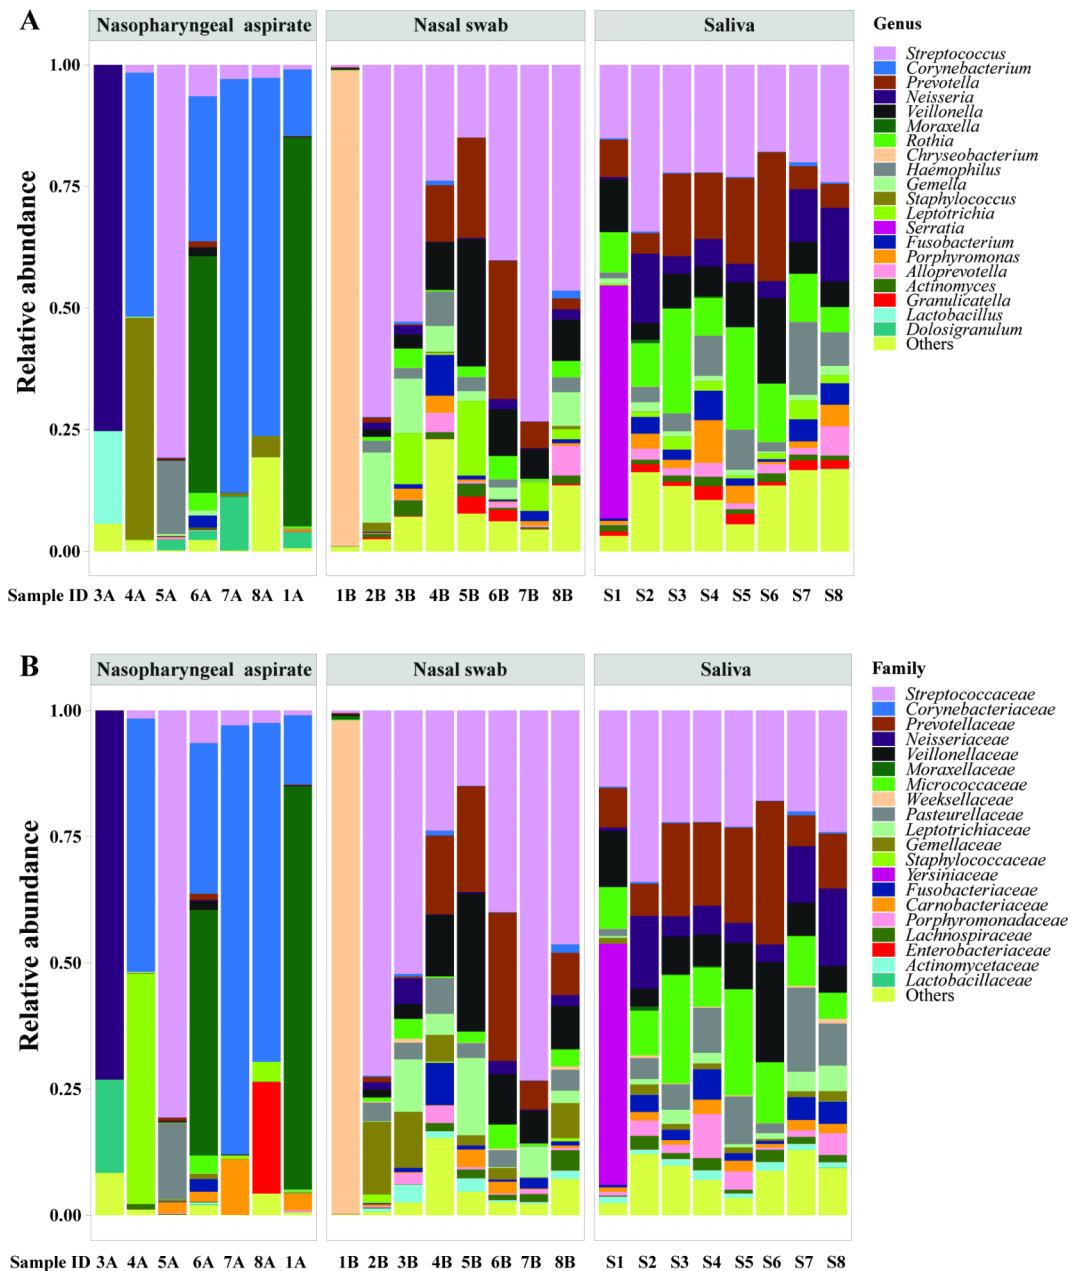 A
Nasopharyngeal aspirate
Nasal swab
Saliva
Genus
Relative abundance
1.00
0.75
0.50
0.25
0.00
Streptococcus
Corynebacterium
Prevotella
Neisseria
Veillonella
Moraxella
Rothia
Chryseobacterium
Haemophilus
Gemella
Staphylococcus
Leptotrichia
Serratia
Fusobacterium
Porphyromonas
Alloprevotella
Actinomyces
Granulicatella
Lactobacillus
Dolosigranulum
Others
Sample ID 3A 4A 5A 6A 7A 8A 1A 1B 2B 3B 4B 5B 6B 7B 8B S1 S2 S3 S4 S5 S6 S7 S8
B
Nasopharyngeal aspirate
Nasal swab
Saliva
Family
Relative abundance
1.00
0.75
0.50
0.25
0.00
Streptococcaceae
Corynebacteriaceae
Prevotellaceae
Neisseriaceae
Veillonellaceae
Moraxellaceae
Micrococcaceae
Weeksellaceae
Pasteurellaceae
Leptotrichiaceae
Gemellaceae
Staphylococcaceae
Yersiniaceae
Fusobacteriaceae
Carnobacteriaceae
Porphyromonadaceae
Lachnospiraceae
Enterobacteriaceae
Actinomycetaceae
Lactobacillaceae
Others
Sample ID 3A 4A 5A 6A 7A 8A 1A 1B 2B 3B 4B 5B 6B 7B 8B S1 S2 S3 S4 S5 S6 S7 S8